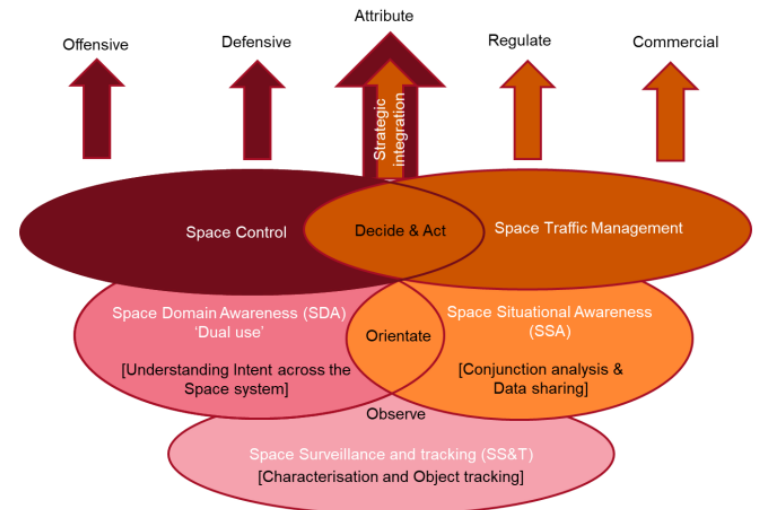 Attribute
Offensive
Defensive
Regulate
Commercial
Strategic
integration
Space Control
Decide & Act
Space Traffic Management
Space Domain Awareness (SDA)
‘Dual use’
Space Situational Awareness
(SSA)
Orientate
[Understanding Intent across the
Space system]
[Conjunction analysis &
Data sharing]
Observe
Space Surveillance and tracking (SS&T)
[Characterisation and Object tracking]